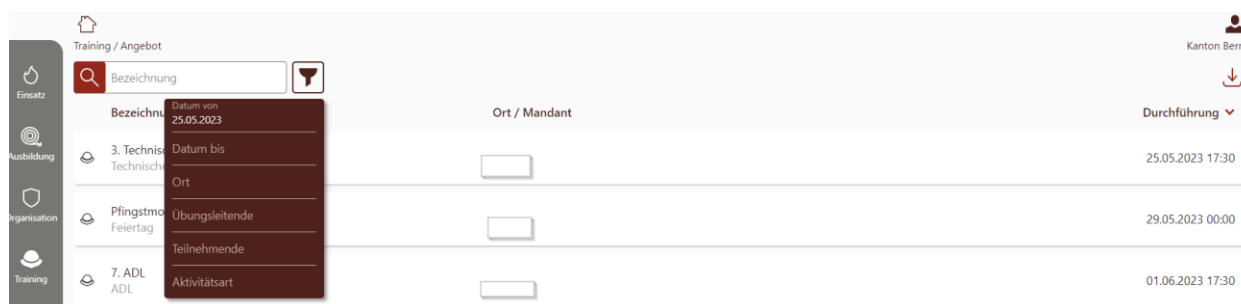 Training / Angebot
Kanton Bern
Bezeichnung
Einsatz
Datum von
25.05.2023
Bezeichnu
Ort / Mandant
Durchführung
Ausbildung
3. Technisc
Technische
Datum bis
25.05.2023 17:30
Ort
Organisation
Pfingstmo
Feiertag
Übungsleitende
29.05.2023 00:00
Teilnehmende
Training
7. ADL
ADL
Aktivitätsart
01.06.2023 17:30